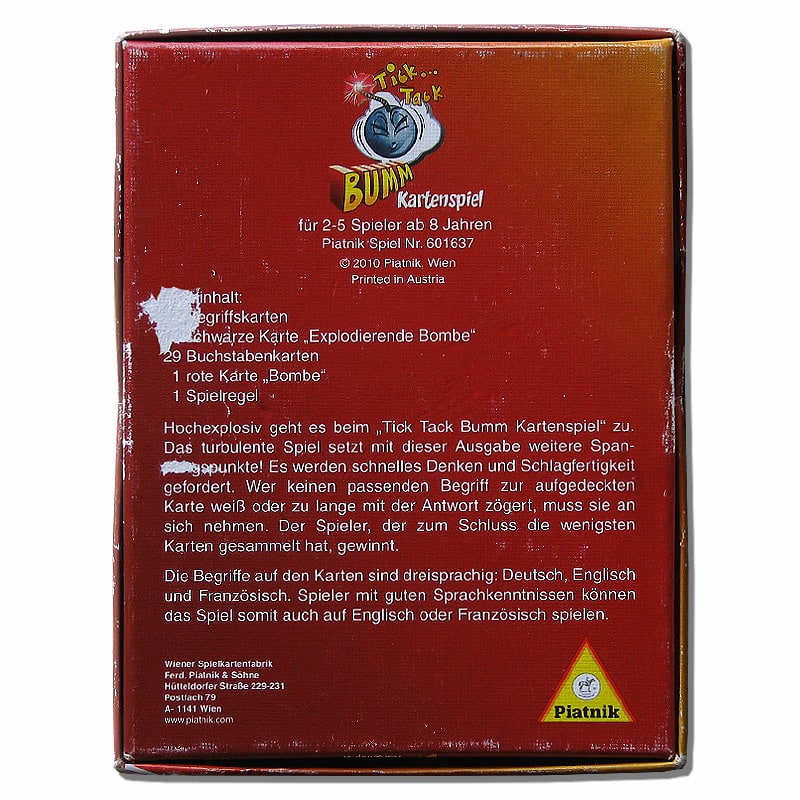 Tick...
Tack
BUMM
Kartenspiel
für 2-5 Spieler ab 8 Jahren
Piatnik Spiel Nr. 601637
© 2010 Piatnik, Wien
Printed in Austria
inhalt:
egriffskarten
schwarze Karte „Explodierende Bombe“
29 Buchstabenkarten
1 rote Karte „Bombe“
1 Spielregel
Hochexplosiv geht es beim „Tick Tack Bumm Kartenspiel“ zu.
Das turbulente Spiel setzt mit dieser Ausgabe weitere Span-
gspunkte! Es werden schnelles Denken und Schlagfertigkeit
gefordert. Wer keinen passenden Begriff zur aufgedeckten
Karte weiß oder zu lange mit der Antwort zögert, muss sie an
sich nehmen. Der Spieler, der zum Schluss die wenigsten
Karten gesammelt hat, gewinnt.
Die Begriffe auf den Karten sind dreisprachig: Deutsch, Englisch
und Französisch. Spieler mit guten Sprachkenntnissen können
das Spiel somit auch auf Englisch oder Französisch spielen.
Wiener Spielkartenfabrik
Ferd. Piatnik & Söhne
Hütteldorfer Straße 229-231
Postfach 79
A- 1141 Wien
www.piatnik.com
Piatnik